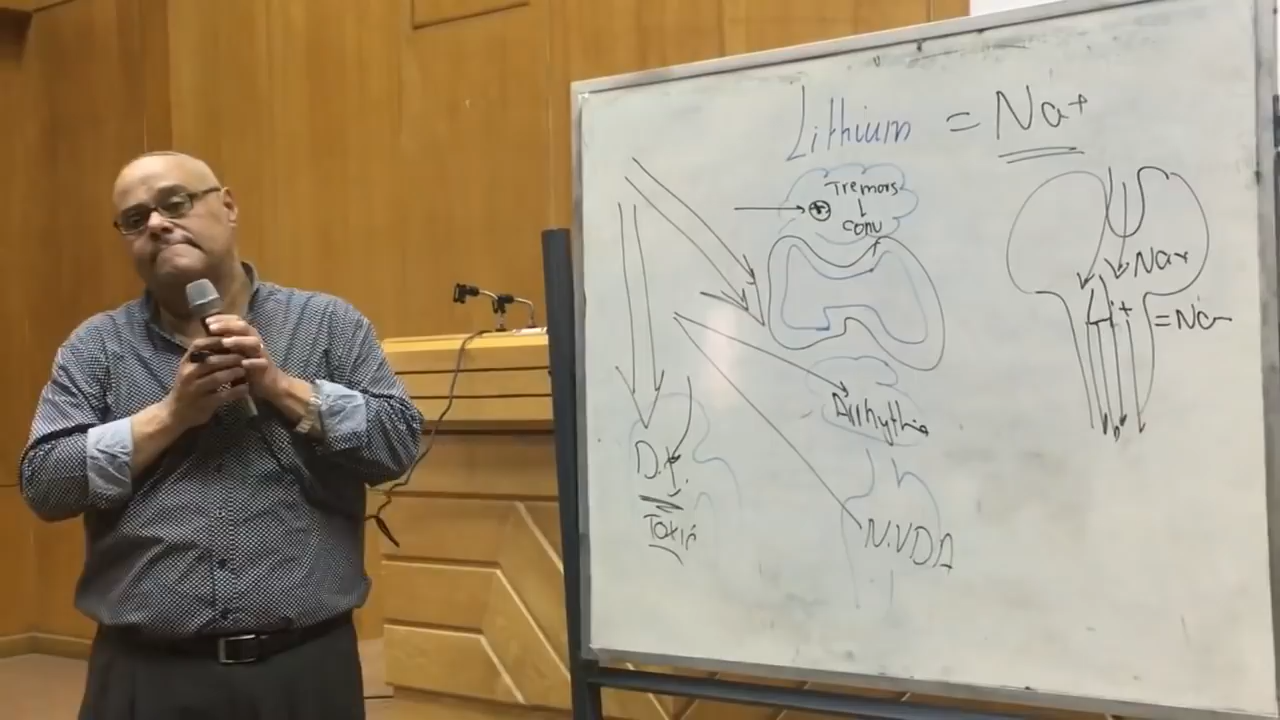 Lithium = Na+
Tremors
conv
Na+
Li+ = Na
Arrhythmia
D.I.
Toxic
N.V.D.A